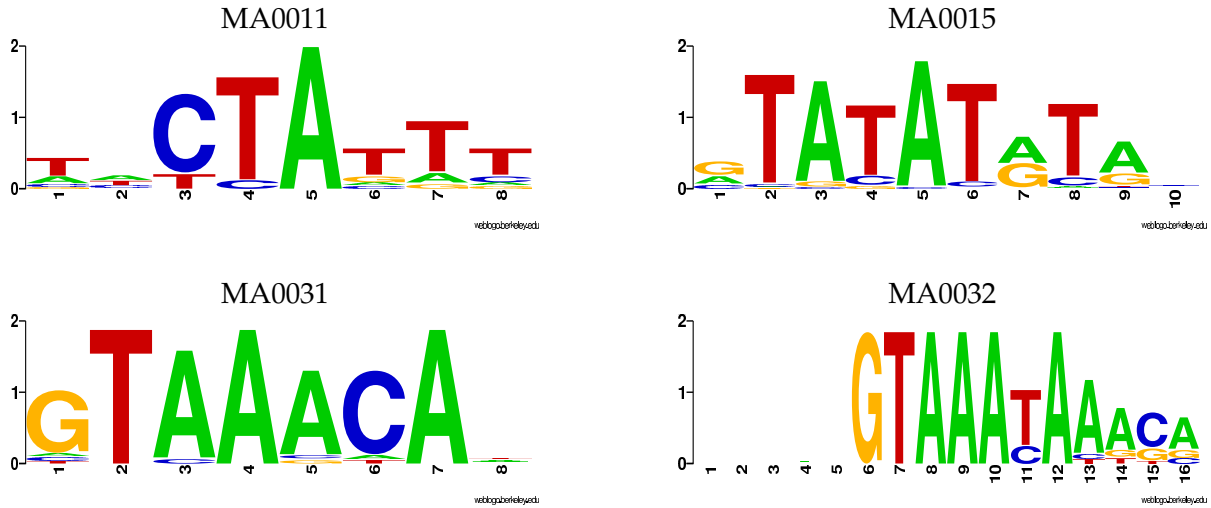 MA0011
2
1
0
T A C T A T T T
1 2 3 4 5 6 7 8
weblogo.berkeley.edu
MA0015
2
1
0
G T A T A T A T A
1 2 3 4 5 6 7 8 9 10
weblogo.berkeley.edu
MA0031
2
1
0
G T A A A C A
1 2 3 4 5 6 7 8
weblogo.berkeley.edu
MA0032
2
1
0
G T A A A T A A A C A
1 2 3 4 5 6 7 8 9 10 11 12 13 14 15 16
weblogo.berkeley.edu